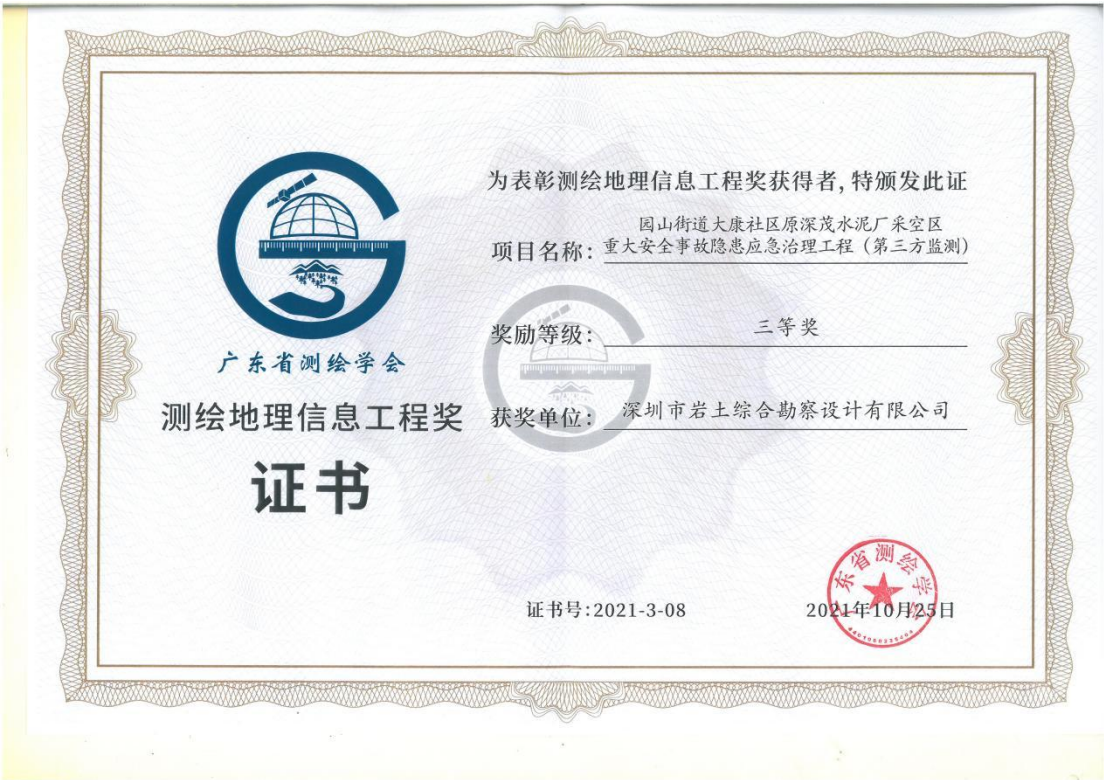 广东省测绘学会
测绘地理信息工程奖
证书
为表彰测绘地理信息工程奖获得者,特颁发此证
园山街道大康社区原深茂水泥厂采空区
项目名称:重大安全事故隐患应急治理工程（第三方监测）
奖励等级: 三等奖
获奖单位: 深圳市岩土综合勘察设计有限公司
证书号:2021-3-08
2021年10月25日
广东省测绘学会